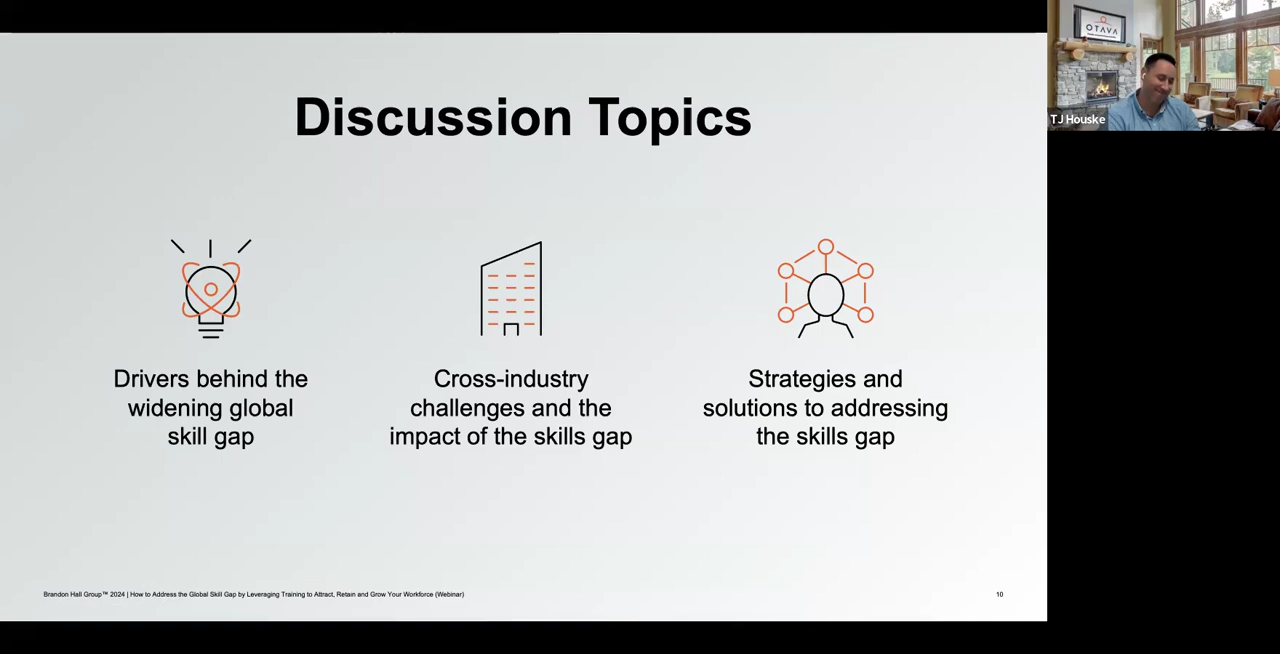 Discussion Topics
Drivers behind the
widening global
skill gap
Cross-industry
challenges and the
impact of the skills gap
Strategies and
solutions to addressing
the skills gap
Brandon Hall Group™ 2024 | How to Address the Global Skill Gap by Leveraging Training to Attract, Retain and Grow Your Workforce (Webinar)
10
OTAVA
TJ Houske